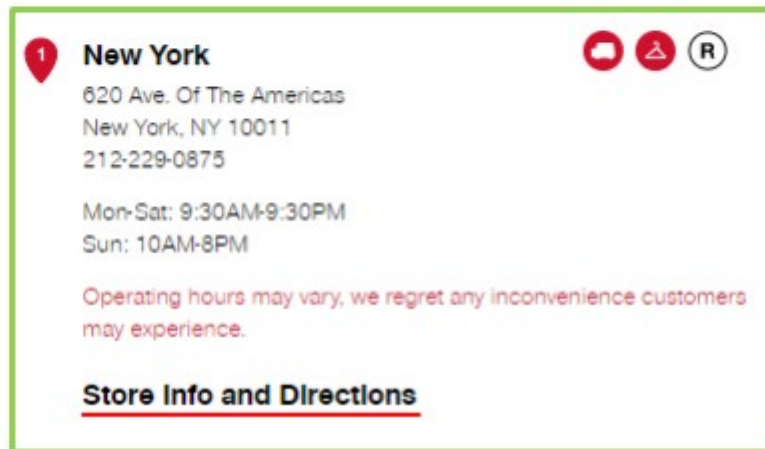 1
New York
R
620 Ave. Of The Americas
New York, NY 10011
212-229-0875
Mon-Sat: 9:30AM-9:30PM
Sun: 10AM-8PM
Operating hours may vary, we regret any inconvenience customers
may experience.
Store Info and Directions